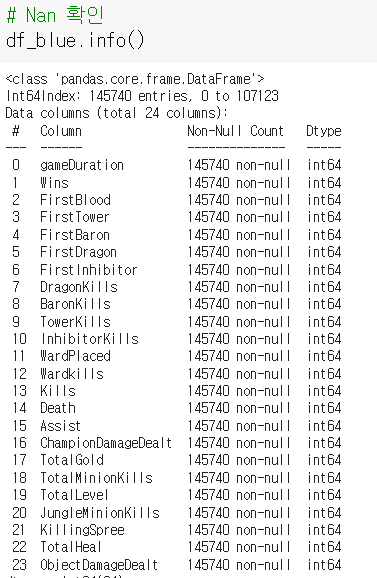 # Nan 확인
df_blue.info()
<class 'pandas.core.frame.DataFrame'>
Int64Index: 145740 entries, 0 to 107123
Data columns (total 24 columns):
 #   Column               Non-Null Count   Dtype
---  ------               --------------   -----
 0   gameDuration         145740 non-null  int64
 1   Wins                 145740 non-null  int64
 2   FirstBlood           145740 non-null  int64
 3   FirstTower           145740 non-null  int64
 4   FirstBaron           145740 non-null  int64
 5   FirstDragon          145740 non-null  int64
 6   FirstInhibitor       145740 non-null  int64
 7   DragonKills          145740 non-null  int64
 8   BaronKills           145740 non-null  int64
 9   TowerKills           145740 non-null  int64
 10  InhibitorKills       145740 non-null  int64
 11  WardPlaced           145740 non-null  int64
 12  Wardkills            145740 non-null  int64
 13  Kills                145740 non-null  int64
 14  Death                145740 non-null  int64
 15  Assist               145740 non-null  int64
 16  ChampionDamageDealt  145740 non-null  int64
 17  TotalGold            145740 non-null  int64
 18  TotalMinionKills     145740 non-null  int64
 19  TotalLevel           145740 non-null  int64
 20  JungleMinionKills    145740 non-null  int64
 21  KillingSpree         145740 non-null  int64
 22  TotalHeal            145740 non-null  int64
 23  ObjectDamageDealt    145740 non-null  int64